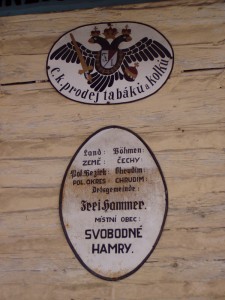 c.k. prodej tabáku a kolků
Land: Böhmen:
ZEMĚ: ČECHY
Pol. Bezirk: Chrudim:
POL. OKRES: CHRUDIM:
Ortsgemeinde:
Frei Hammer.
MÍSTNÍ OBEC:
SVOBODNÉ
HAMRY.